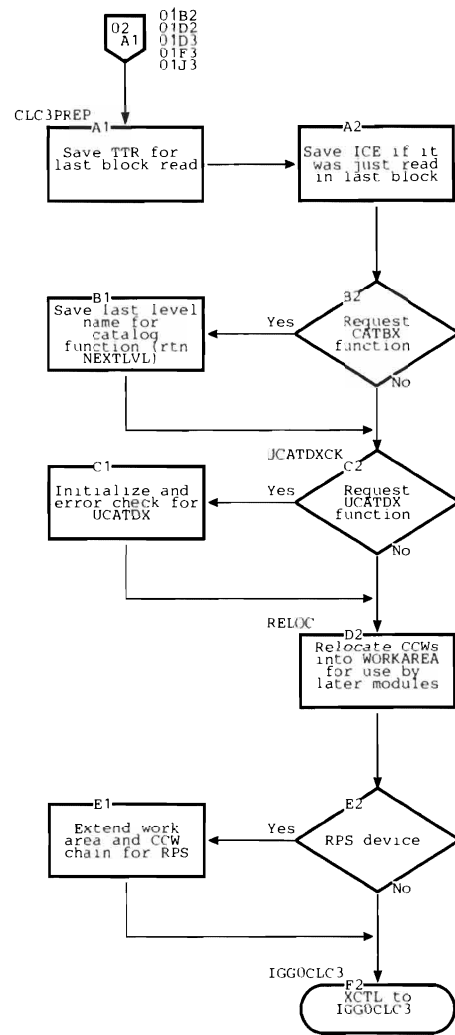 02
A1
01B2
01D2
01D3
01F3
01J3
CLC3PREP
A1
Save TTR for
last block read
A2
Save ICE if it
was just read
in last block
B1
Save last level
name for
catalog
function (rtn
NEXTLVL)
Yes
B2
Request
CATBX
function
No
UCATDXCK
C1
Initialize and
error check for
UCATDX
Yes
C2
Request
UCATDX
function
No
RELOC
D2
Relocate CCWs
into WORKAREA
for use by
later modules
E1
Extend work
area and CCW
chain for RPS
Yes
E2
RPS device
No
IGG0CLC3
F2
XCTL to
IGG0CLC3